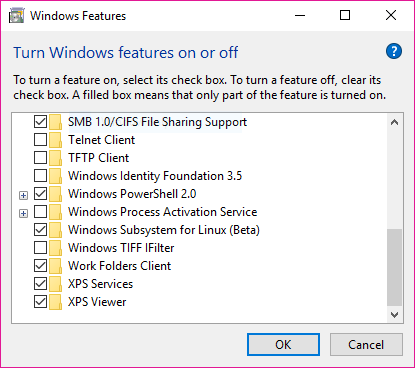 Windows Features
Turn Windows features on or off
?
To turn a feature on, select its check box. To turn a feature off, clear its
check box. A filled box means that only part of the feature is turned on.
SMB 1.0/CIFS File Sharing Support
Telnet Client
TFTP Client
Windows Identity Foundation 3.5
Windows PowerShell 2.0
Windows Process Activation Service
Windows Subsystem for Linux (Beta)
Windows TIFF IFilter
Work Folders Client
XPS Services
XPS Viewer
OK
Cancel